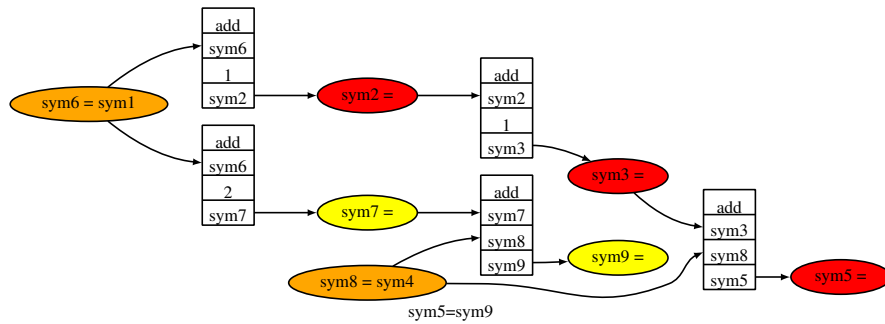 add
sym6
1
sym2
sym6 = sym1
add
sym6
2
sym7
sym2 =
add
sym2
1
sym3
sym3 =
sym7 =
add
sym7
sym8
sym9
sym8 = sym4
sym9 =
add
sym3
sym8
sym5
sym5 =
sym5=sym9